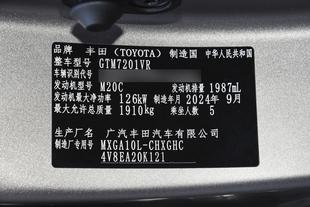 品牌 丰田(TOYOTA) 制造国 中华人民共和国
整车型号 GTM7201VR
车辆识别代号
发动机型号 M20C 发动机排量 1987mL
发动机最大净功率 126kW 制造年月 2024年9月
最大允许总质量 1910kg 乘坐人数 5
生产厂名 广汽丰田汽车有限公司
制造厂专用号 MXGA10L-CHXGHC
4V8EA20K121